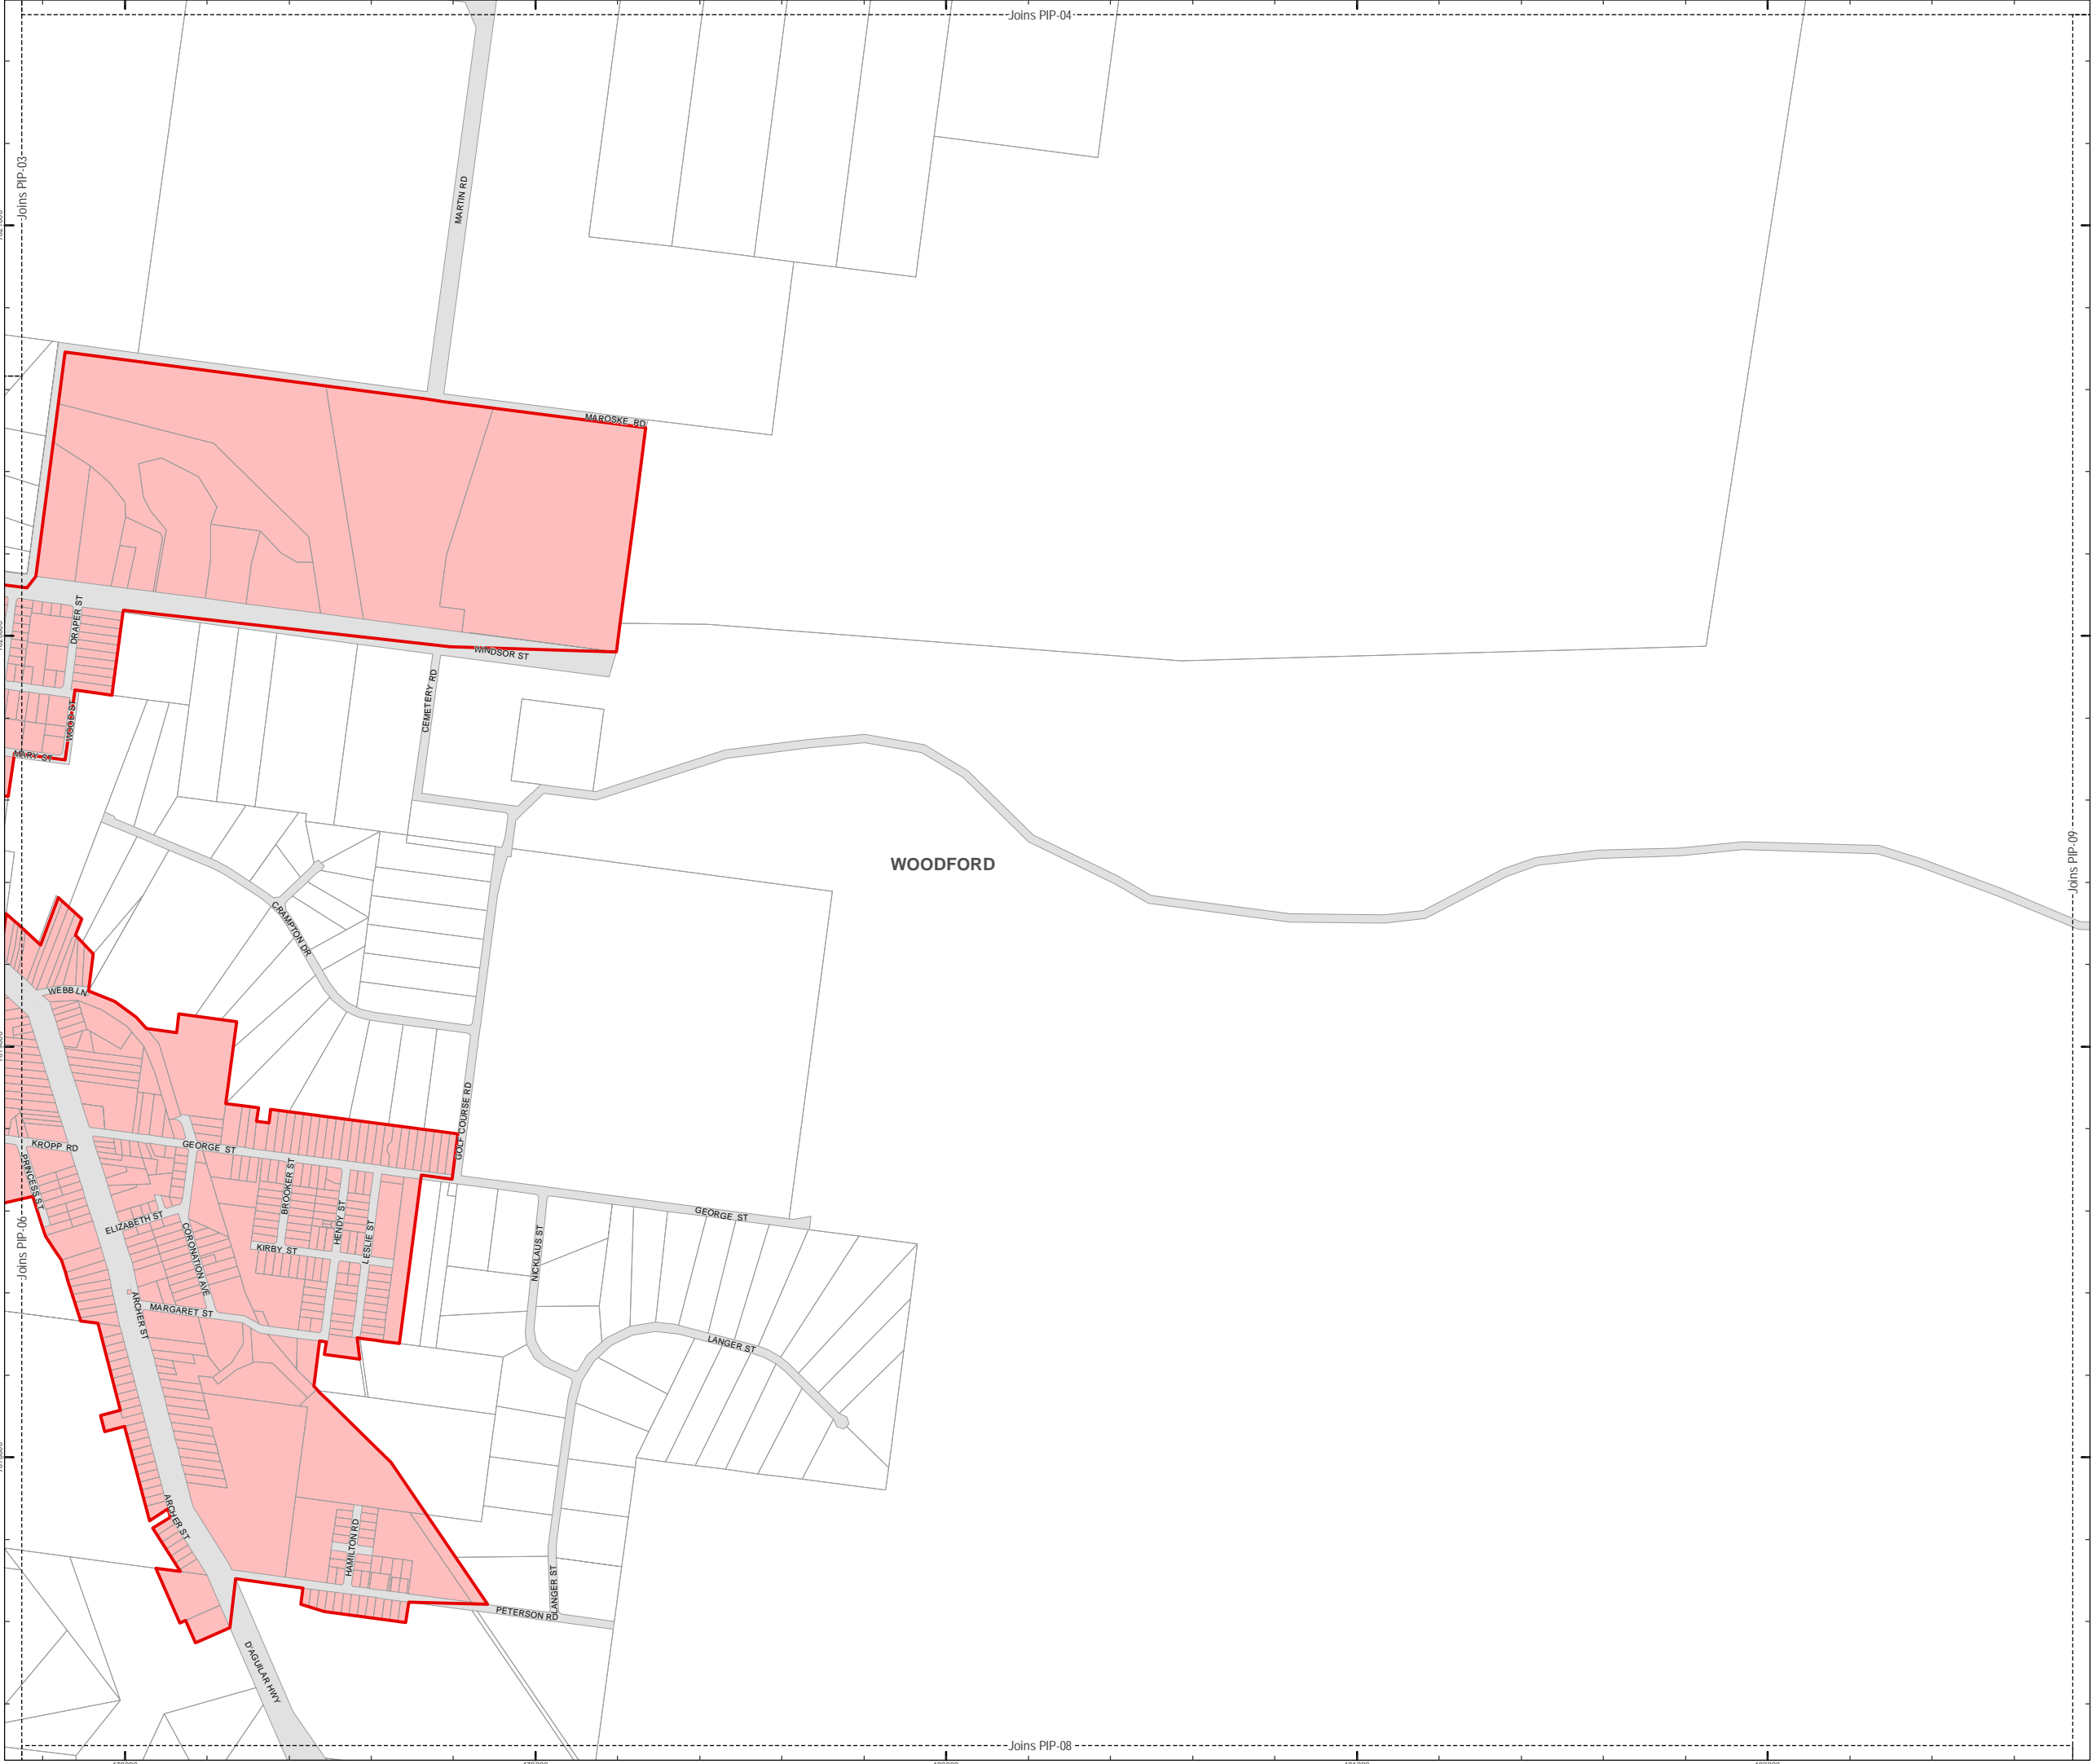 Joins PIP-04
Joins PIP-03
MARTIN RD
MAROSKE RD
DRAPER ST
WINDSOR ST
CEMETERY RD
WOOD ST
MARY ST
WOODFORD
Joins PIP-09
CRAMPTON DR
WEBB LN
GOLF COURSE RD
KROPP RD
GEORGE ST
PRINCESS ST
BROOKER ST
HENDY ST
LESLIE ST
ELIZABETH ST
CORONATION AVE
KIRBY ST
NICKLAUS ST
GEORGE ST
Joins PIP-06
ARCHER ST
MARGARET ST
LANGER ST
ARCHER ST
HAMILTON RD
LANGER ST
PETERSON RD
D'AGUILAR HWY
Joins PIP-08